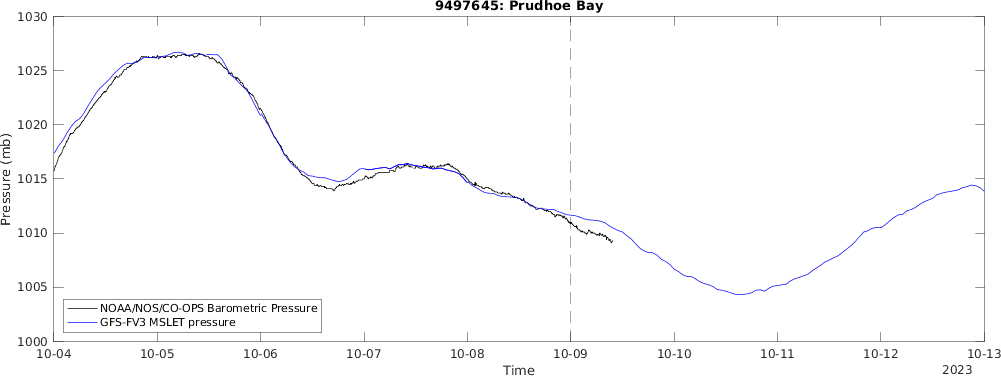 9497645: Prudhoe Bay
Pressure (mb)
1030
1025
1020
1015
1010
1005
1000
NOAA/NOS/CO-OPS Barometric Pressure
GFS-FV3 MSLET pressure
10-04 10-05 10-06 10-07 10-08 10-09 10-10 10-11 10-12 10-13
Time
2023